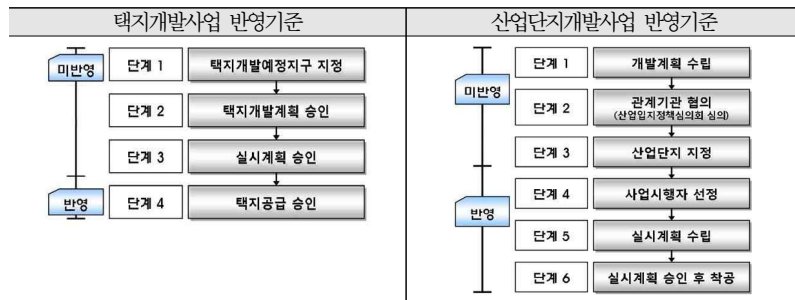 택지개발사업 반영기준
미반영
단계 1
택지개발예정지구 지정
단계 2
택지개발계획 승인
단계 3
실시계획 승인
반영
단계 4
택지공급 승인
산업단지개발사업 반영기준
미반영
단계 1
개발계획 수립
단계 2
관계기관 협의
(산업입지정책심의회 심의)
단계 3
산업단지 지정
반영
단계 4
사업시행자 선정
단계 5
실시계획 수립
단계 6
실시계획 승인 후 착공